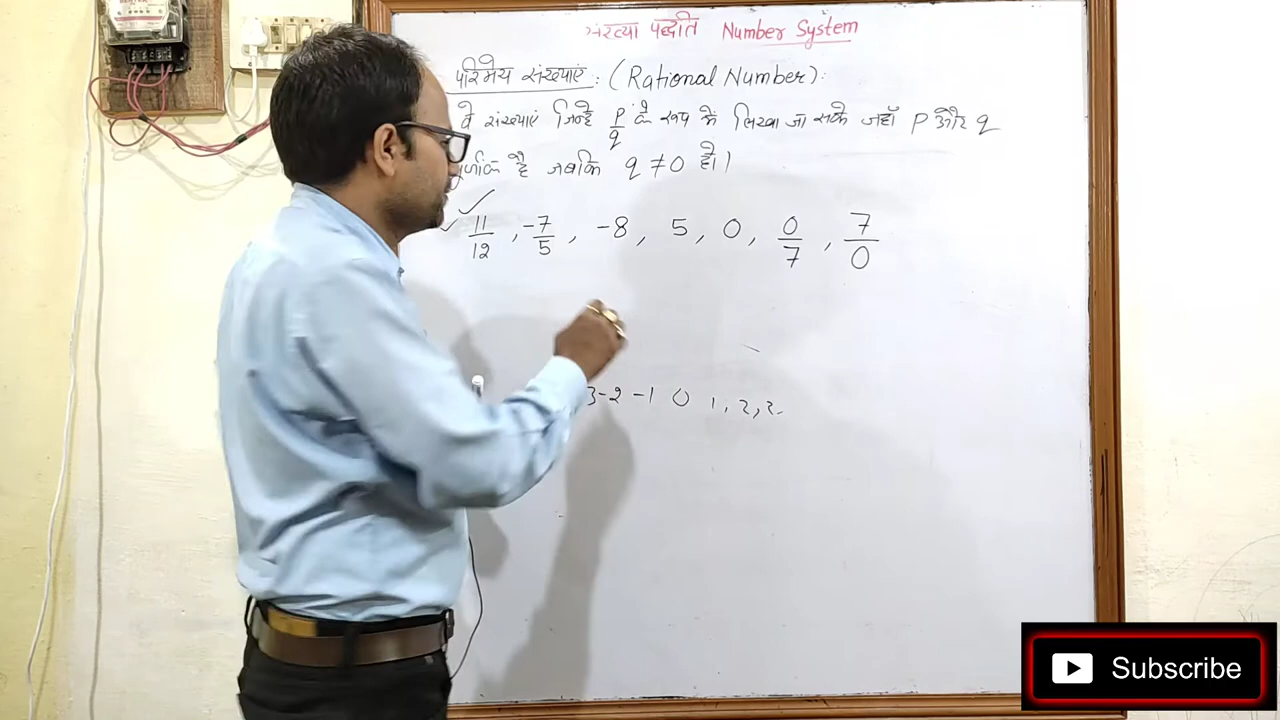 संख्या पद्धति Number System
परिमेय संख्याएं : (Rational Number) :
वे संख्याएं जिन्हे p/q के रूप में लिखा जा सके जहाँ p और q
पूर्णांक है जबकि q ≠ 0 हो।
11/12, -7/5, -8, 5, 0, 0/7, 7/0
3 -2 -1 0 1, 2, 3.
Subscribe